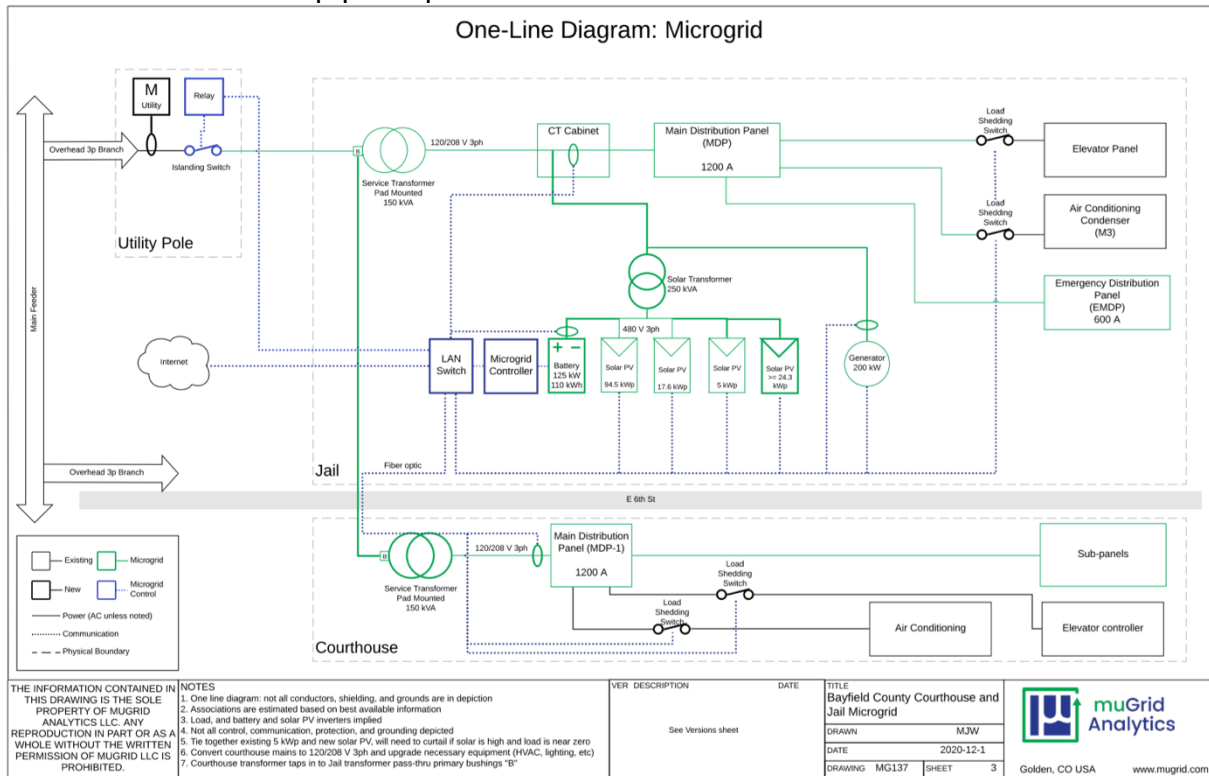 One-Line Diagram: Microgrid
M
Utility
Relay
Overhead 3p Branch
Islanding Switch
Utility Pole
Main Feeder
Internet
Overhead 3p Branch
B
Service Transformer
Pad Mounted
150 kVA
120/208 V 3ph
CT Cabinet
Main Distribution Panel
(MDP)
1200 A
Load
Shedding
Switch
Elevator Panel
Load
Shedding
Switch
Air Conditioning
Condenser
(M3)
Emergency Distribution
Panel
(EMDP)
600 A
Solar Transformer
250 kVA
480 V 3ph
LAN
Switch
Microgrid
Controller
+ −
Battery
125 kW
110 kWh
Solar PV
94.5 kWp
Solar PV
17.6 kWp
Solar PV
5 kWp
Solar PV
>= 24.3
kWp
Generator
200 kW
Fiber optic
Jail
E 6th St
B
Service Transformer
Pad Mounted
150 kVA
120/208 V 3ph
Main Distribution
Panel (MDP-1)
1200 A
Load
Shedding
Switch
Load
Shedding
Switch
Sub-panels
Air Conditioning
Elevator controller
Courthouse
Existing
Microgrid
New
Microgrid
Control
Power (AC unless noted)
Communication
Physical Boundary
THE INFORMATION CONTAINED IN
THIS DRAWING IS THE SOLE
PROPERTY OF MUGRID
ANALYTICS LLC. ANY
REPRODUCTION IN PART OR AS A
WHOLE WITHOUT THE WRITTEN
PERMISSION OF MUGRID LLC IS
PROHIBITED.
NOTES
1. One line diagram: not all conductors, shielding, and grounds are in depiction
2. Associations are estimated based on best available information
3. Load, and battery and solar PV inverters implied
4. Not all control, communication, protection, and grounding depicted
5. Tie together existing 5 kWp and new solar PV, will need to curtail if solar is high and load is near zero
6. Convert courthouse mains to 120/208 V 3ph and upgrade necessary equipment (HVAC, lighting, etc)
7. Courthouse transformer taps in to Jail transformer pass-thru primary bushings "B"
VER DESCRIPTION DATE
See Versions sheet
TITLE
Bayfield County Courthouse and
Jail Microgrid
DRAWN MJW
DATE 2020-12-1
DRAWING MG137 SHEET 3
muGrid
Analytics
Golden, CO USA www.mugrid.com